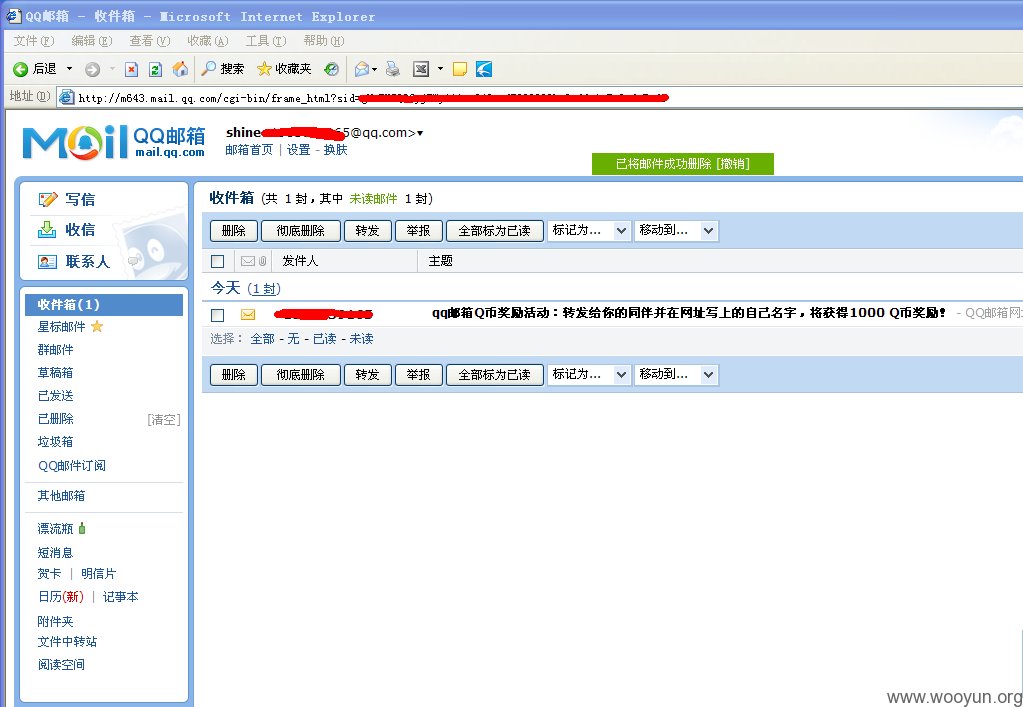 QQ邮箱 - 收件箱 - Microsoft Internet Explorer
文件(F) 编辑(E) 查看(V) 收藏(A) 工具(T) 帮助(H)
后退 搜索 收藏夹
地址(D) http://m643.mail.qq.com/cgi-bin/frame_html?sid=
Mail QQ邮箱 mail.qq.com
shine 65@qq.com>
邮箱首页 | 设置 - 换肤
已将邮件成功删除 [撤销]
写信
收信
联系人
收件箱(1)
星标邮件
群邮件
草稿箱
已发送
已删除 [清空]
垃圾箱
QQ邮件订阅
其他邮箱
漂流瓶
短消息
贺卡 | 明信片
日历(新) | 记事本
附件夹
文件中转站
阅读空间
收件箱 (共 1 封，其中 未读邮件 1 封)
删除 彻底删除 转发 举报 全部标为已读 标记为... 移动到...
发件人 主题
今天 (1 封)
qq邮箱Q币奖励活动：转发给你的同伴并在网址写上的自己名字，将获得1000 Q币奖励！ - QQ邮箱网
选择： 全部 - 无 - 已读 - 未读
删除 彻底删除 转发 举报 全部标为已读 标记为... 移动到...
www.wooyun.org